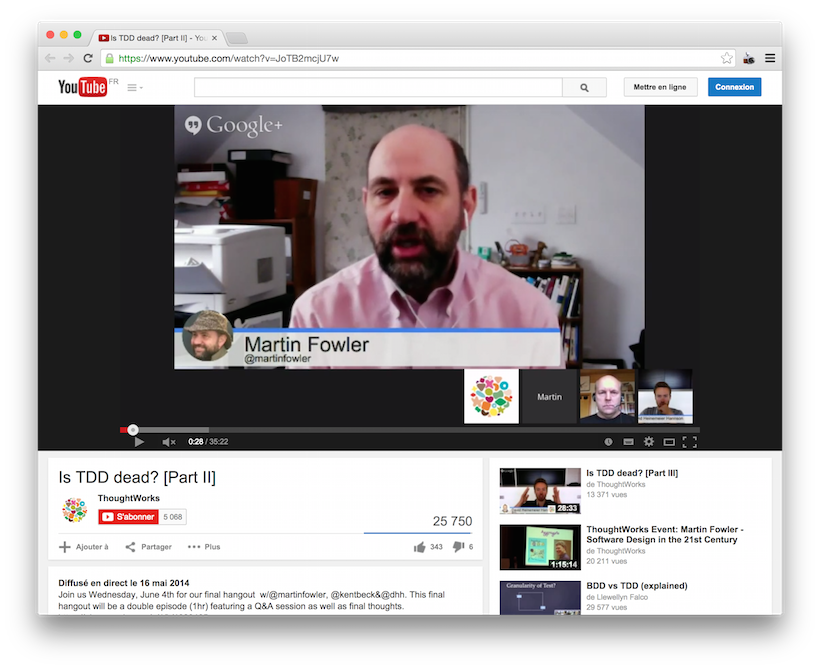 Is TDD dead? [Part II] - You
https://www.youtube.com/watch?v=JoTB2mcjU7w
YouTube FR
Mettre en ligne
Connexion
Google+
Martin Fowler
@martinfowler
Martin
0:28 / 35:22
Is TDD dead? [Part II]
ThoughtWorks
S'abonner 5 068
25 750
Ajouter à Partager Plus 343 6
Diffusé en direct le 16 mai 2014
Join us Wednesday, June 4th for our final hangout w/@martinfowler, @kentbeck&@dhh. This final
hangout will be a double episode (1hr) featuring a Q&A session as well as final thoughts.
Is TDD dead? [Part III]
de ThoughtWorks
13 371 vues
28:33
ThoughtWorks Event: Martin Fowler -
Software Design in the 21st Century
de ThoughtWorks
20 211 vues
1:15:14
BDD vs TDD (explained)
de Llewellyn Falco
29 577 vues
Granularity of Test?